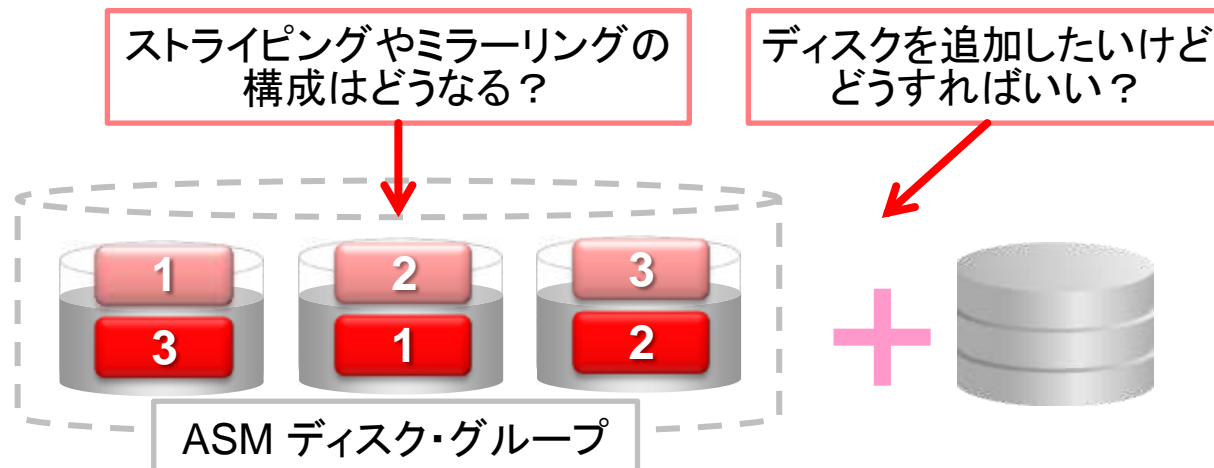 ストライピングやミラーリングの
構成はどうなる？
ディスクを追加したいけど
どうすればいい？
1
2
3
3
1
2
ASM ディスク・グループ